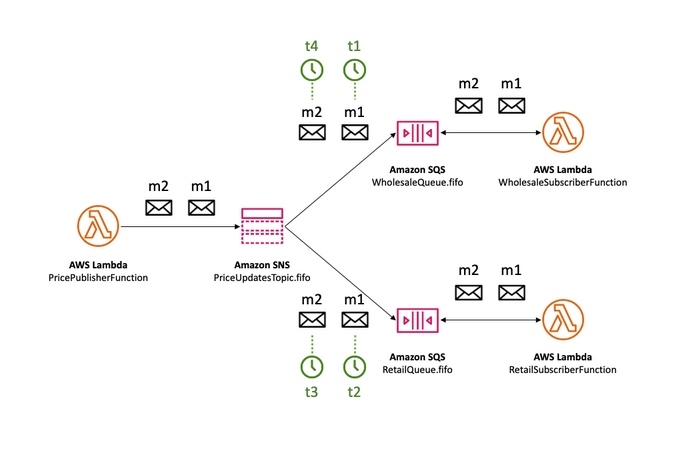 t4 t1
m2 m1
m2 m1
Amazon SQS
WholesaleQueue.fifo
AWS Lambda
WholesaleSubscriberFunction
m2 m1
AWS Lambda
PricePublisherFunction
Amazon SNS
PriceUpdatesTopic.fifo
m2 m1
m2 m1
Amazon SQS
RetailQueue.fifo
AWS Lambda
RetailSubscriberFunction
t3 t2